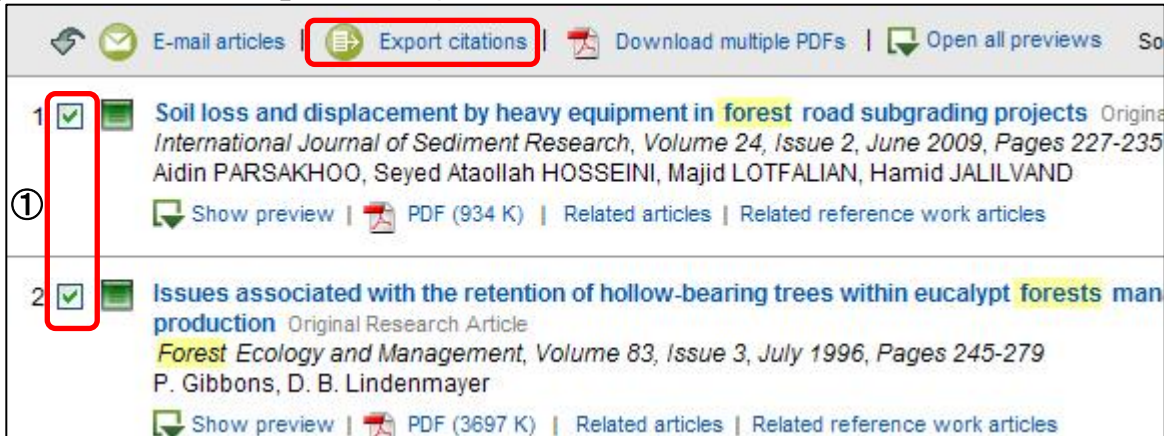 E-mail articles | Export citations | Download multiple PDFs | Open all previews So
1 Soil loss and displacement by heavy equipment in forest road subgrading projects Origina
International Journal of Sediment Research, Volume 24, Issue 2, June 2009, Pages 227-235
Aidin PARSAKHOO, Seyed Ataollah HOSSEINI, Majid LOTFALIAN, Hamid JALILVAND
①
Show preview | PDF (934 K) | Related articles | Related reference work articles
2 Issues associated with the retention of hollow-bearing trees within eucalypt forests man
production Original Research Article
Forest Ecology and Management, Volume 83, Issue 3, July 1996, Pages 245-279
P. Gibbons, D. B. Lindenmayer
Show preview | PDF (3697 K) | Related articles | Related reference work articles